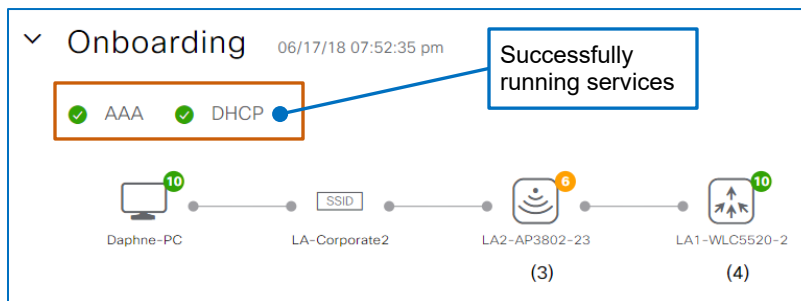 Onboarding 06/17/18 07:52:35 pm
Successfully
running services
AAA DHCP
10 6 10
SSID
Daphne-PC LA-Corporate2 LA2-AP3802-23 LA1-WLC5520-2
(3) (4)